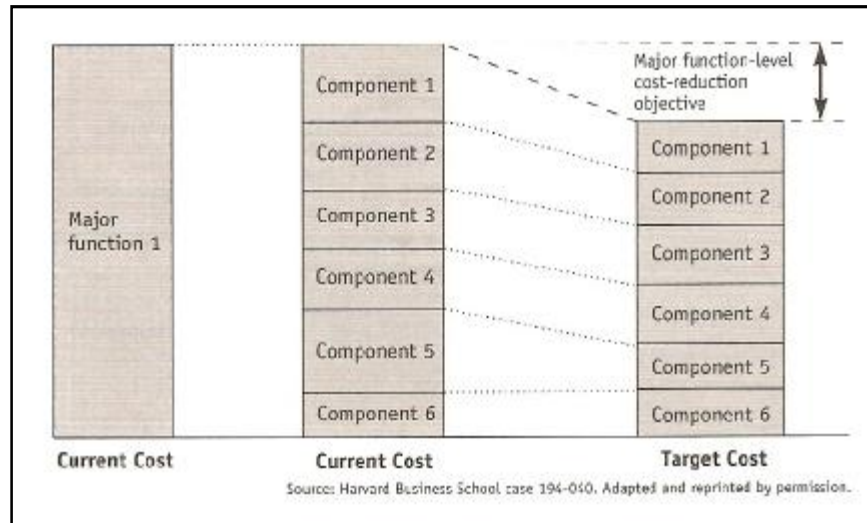 Major function-level
cost-reduction
objective
Major
function 1
Component 1
Component 2
Component 3
Component 4
Component 5
Component 6
Component 1
Component 2
Component 3
Component 4
Component 5
Component 6
Current Cost
Current Cost
Target Cost
Source: Harvard Business School case 194-040. Adapted and reprinted by permission.